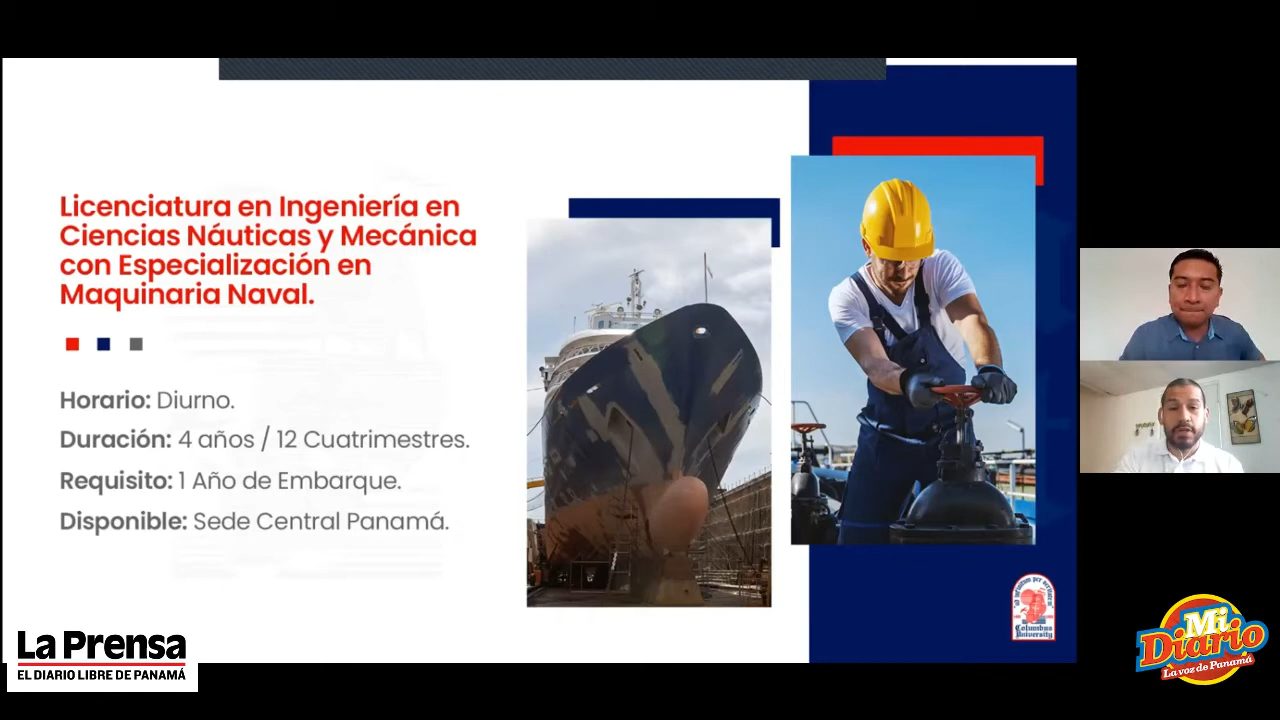 Licenciatura en Ingeniería en
Ciencias Náuticas y Mecánica
con Especialización en
Maquinaria Naval.
Horario: Diurno.
Duración: 4 años / 12 Cuatrimestres.
Requisito: 1 Año de Embarque.
Disponible: Sede Central Panamá.
Columbus
University
La Prensa
EL DIARIO LIBRE DE PANAMÁ
Mi
Diario
La voz de Panamá